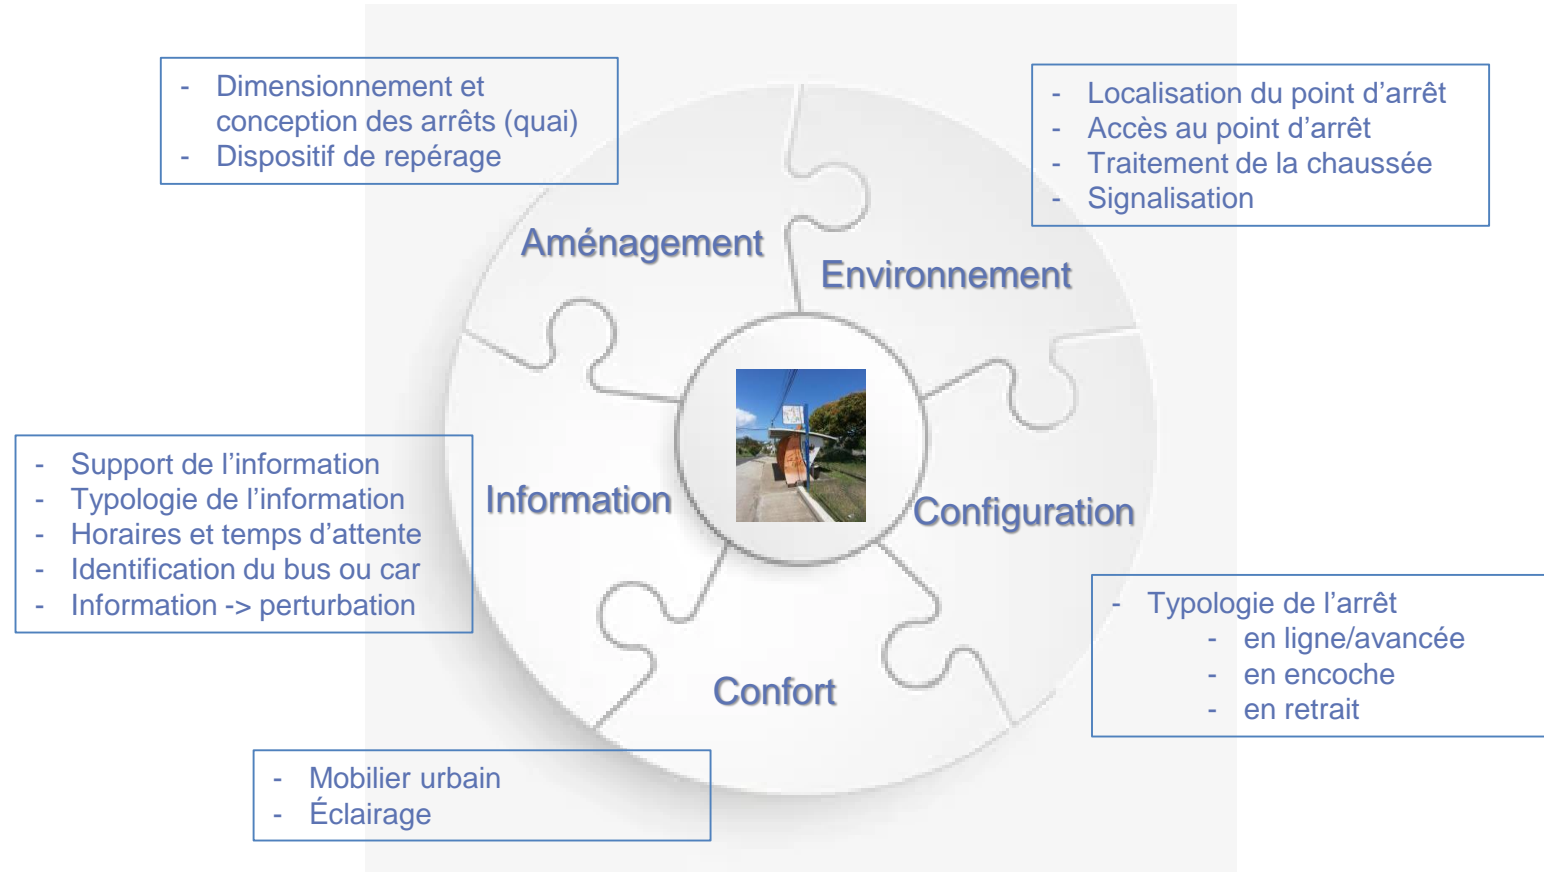 - Dimensionnement et
conception des arrêts (quai)
- Dispositif de repérage
- Localisation du point d’arrêt
- Accès au point d’arrêt
- Traitement de la chaussée
- Signalisation
Aménagement
Environnement
- Support de l’information
- Typologie de l’information
- Horaires et temps d’attente
- Identification du bus ou car
- Information -> perturbation
Information
Configuration
- Typologie de l’arrêt
- en ligne/avancée
- en encoche
- en retrait
Confort
- Mobilier urbain
- Éclairage